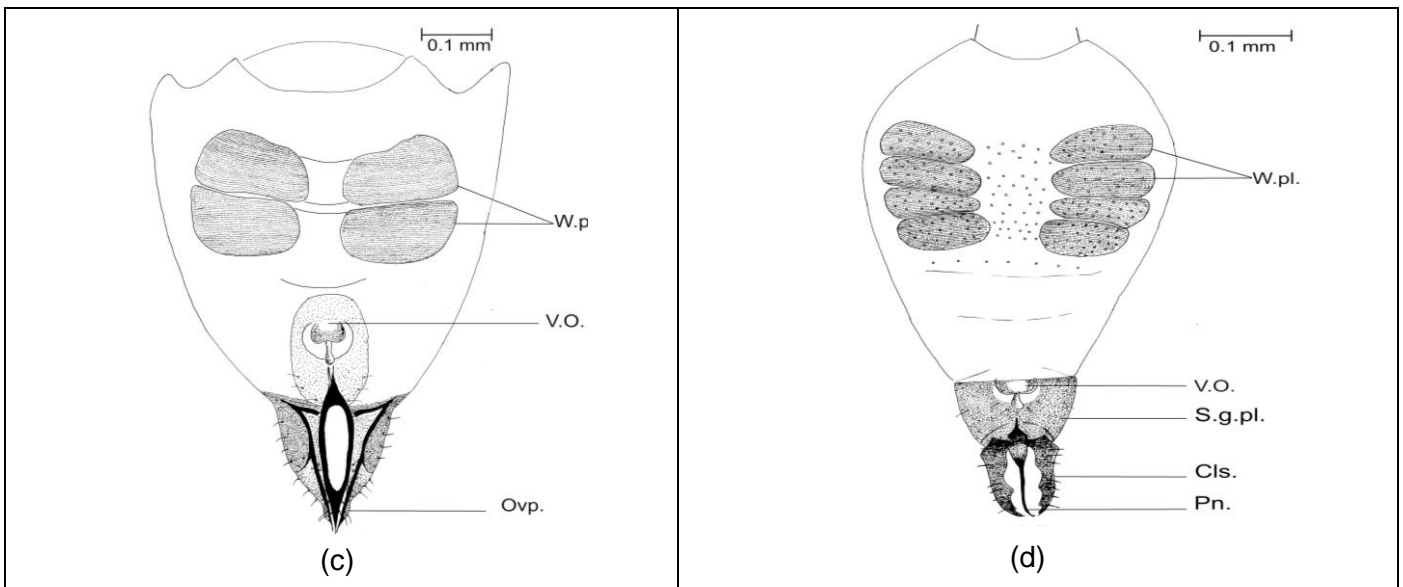 0.1 mm
W.p
V.O.
Ovp.
(c)
0.1 mm
W.pl.
V.O.
S.g.pl.
Cls.
Pn.
(d)